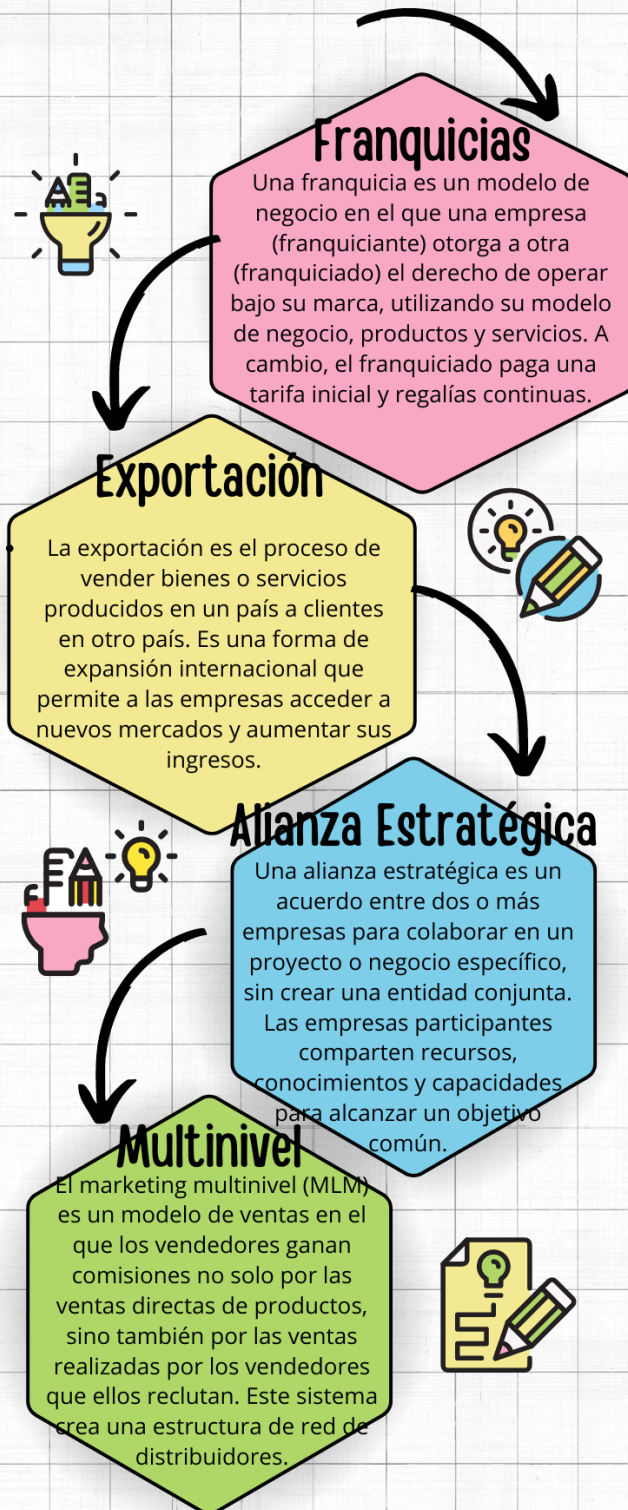 Franquicias
Una franquicia es un modelo de
negocio en el que una empresa
(franquiciante) otorga a otra
(franquiciado) el derecho de operar
bajo su marca, utilizando su modelo
de negocio, productos y servicios. A
cambio, el franquiciado paga una
tarifa inicial y regalías continuas.
Exportación
• La exportación es el proceso de
vender bienes o servicios
producidos en un país a clientes
en otro país. Es una forma de
expansión internacional que
permite a las empresas acceder a
nuevos mercados y aumentar sus
ingresos.
Alianza Estratégica
Una alianza estratégica es un
acuerdo entre dos o más
empresas para colaborar en un
proyecto o negocio específico,
sin crear una entidad conjunta.
Las empresas participantes
comparten recursos,
conocimientos y capacidades
para alcanzar un objetivo
común.
Multinivel
El marketing multinivel (MLM)
es un modelo de ventas en el
que los vendedores ganan
comisiones no solo por las
ventas directas de productos,
sino también por las ventas
realizadas por los vendedores
que ellos reclutan. Este sistema
crea una estructura de red de
distribuidores.